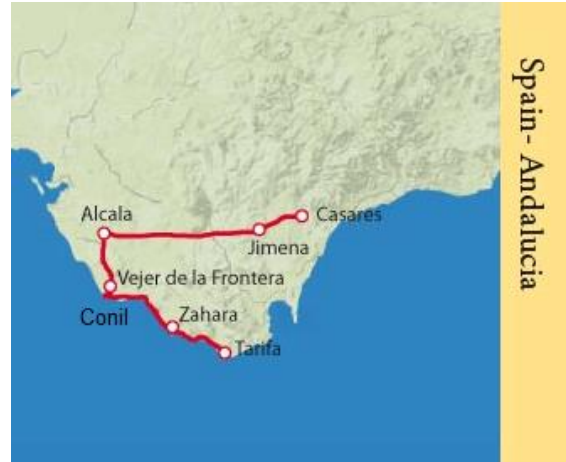 Alcala
Casares
Jimena
Vejer de la Frontera
Conil
Zahara
Tarifa
Spain- Andalucia